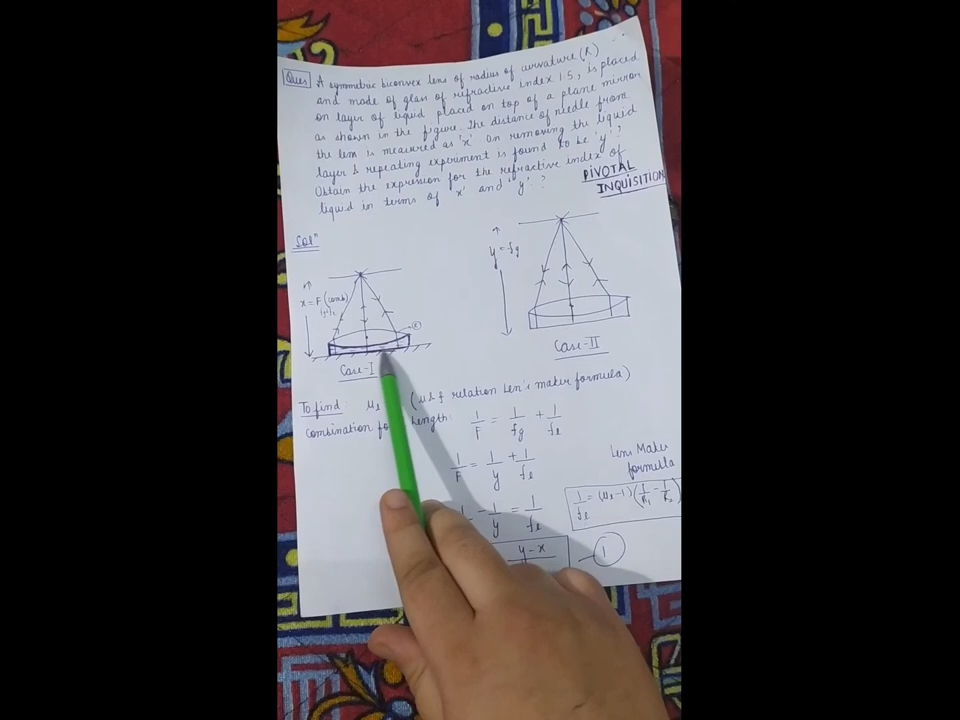 Ques A symmetric biconvex lens of radius of curvature (R)
and made of glass of refractive index 1.5, is placed
on layer of liquid placed on top of a plane mirror
as shown in the figure. The distance of needle from
the lens is measured as 'x' on removing the liquid
layer & repeating experiment is found to be 'y'?
Obtain the expression for the refractive index of
liquid in terms of 'x' and 'y' ?
PIVOTAL
INQUISITION
Solⁿ
x = F (comb)
Case-I
y = fg
Case-II
To find μl (μ & f relation Len's maker formula)
combination length: 1/F = 1/fg + 1/fl
1/F = 1/y + 1/fl
- 1/y = 1/fl
y - x
1
Lens Maker
formula
1/fl = (μl - 1)(1/R1 - 1/R2)